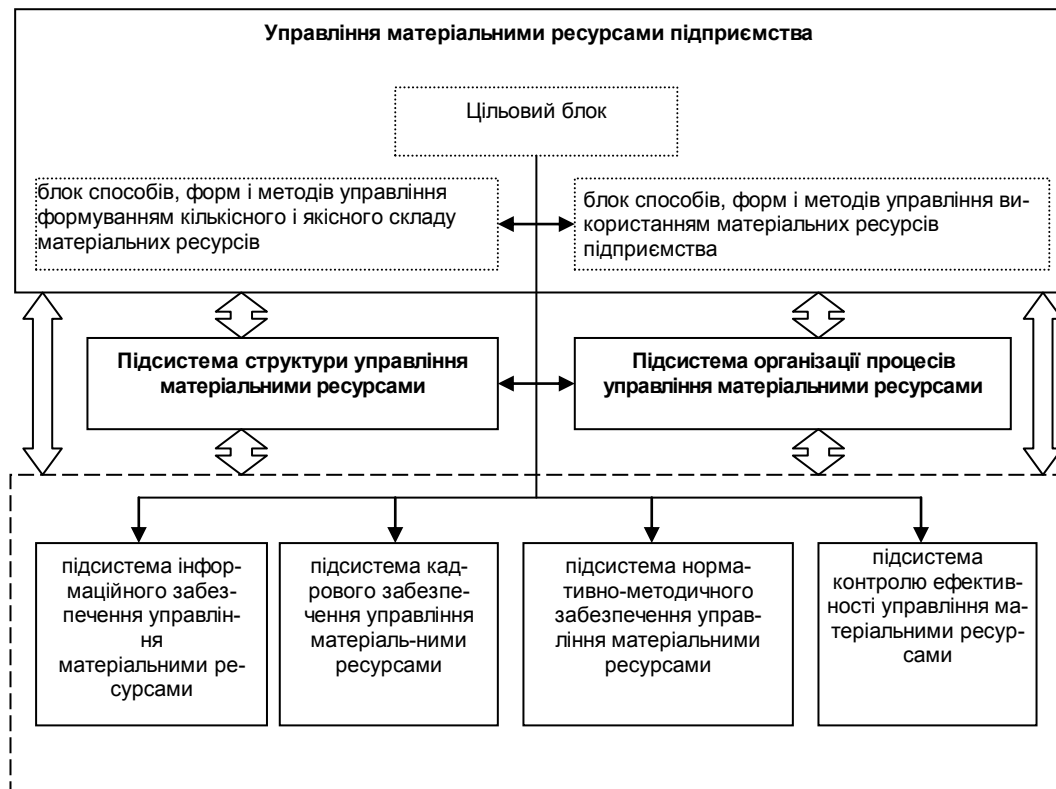 Управління матеріальними ресурсами підприємства
Цільовий блок
блок способів, форм і методів управління
формуванням кількісного і якісного складу
матеріальних ресурсів
блок способів, форм і методів управління ви-
користанням матеріальних ресурсів
підприємства
Підсистема структури управління
матеріальними ресурсами
Підсистема організації процесів
управління матеріальними ресурсами
підсистема інфор-
маційного забез-
печення управлін-
ня
матеріальними ре-
сурсами
підсистема кад-
рового забезпе-
чення управління
матеріаль-ними
ресурсами
підсистема норма-
тивно-методичного
забезпечення управ-
ління матеріальними
ресурсами
підсистема
контролю ефектив-
ності управління ма-
теріальними ресур-
сами